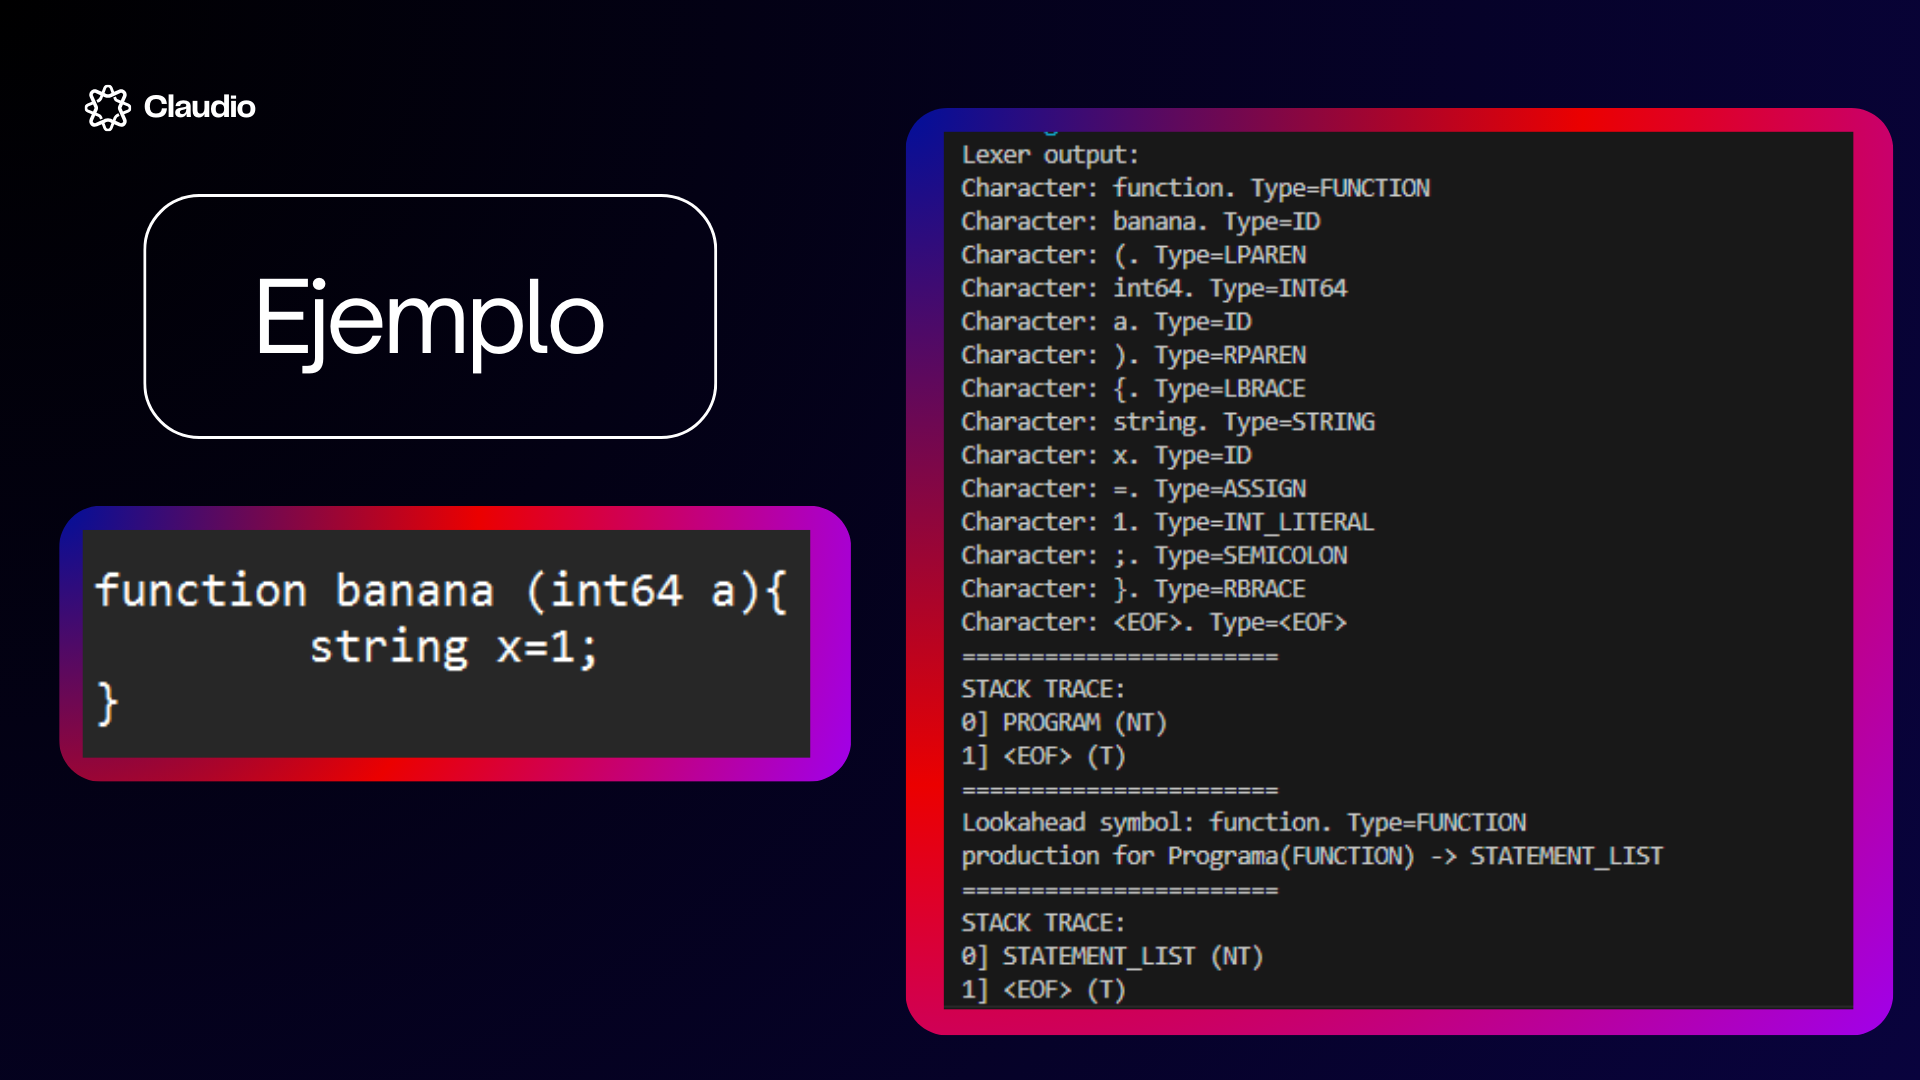 Claudio
Ejemplo
function banana (int64 a){
string x=1;
}
Lexer output:
Character: function. Type=FUNCTION
Character: banana. Type=ID
Character: (. Type=LPAREN
Character: int64. Type=INT64
Character: a. Type=ID
Character: ). Type=RPAREN
Character: {. Type=LBRACE
Character: string. Type=STRING
Character: x. Type=ID
Character: =. Type=ASSIGN
Character: 1. Type=INT_LITERAL
Character: ;. Type=SEMICOLON
Character: }. Type=RBRACE
Character: <EOF>. Type=<EOF>
=======================
STACK TRACE:
0] PROGRAM (NT)
1] <EOF> (T)
=======================
Lookahead symbol: function. Type=FUNCTION
production for Programa(FUNCTION) -> STATEMENT_LIST
=======================
STACK TRACE:
0] STATEMENT_LIST (NT)
1] <EOF> (T)